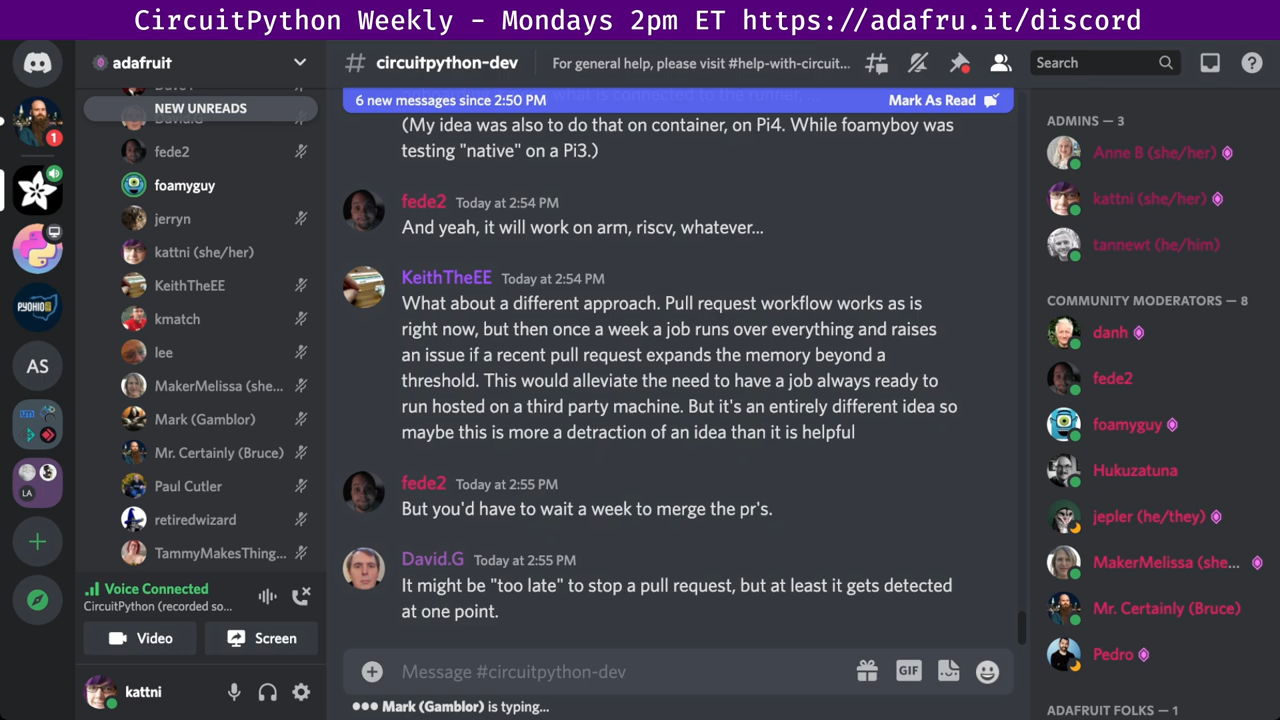 CircuitPython Weekly - Mondays 2pm ET https://adafru.it/discord
adafruit
NEW UNREADS
David.G
fede2
foamyguy
jerryn
kattni (she/her)
KeithTheEE
kmatch
lee
MakerMelissa (she...
Mark (Gamblor)
Mr. Certainly (Bruce)
Paul Cutler
retiredwizard
TammyMakesThing...
Voice Connected
CircuitPython (recorded so...
Video
Screen
kattni
1
AS
LA
# circuitpython-dev
For general help, please visit #help-with-circuit...
Search
6 new messages since 2:50 PM
Mark As Read
(My idea was also to do that on container, on Pi4. While foamyboy was
testing "native" on a Pi3.)
fede2 Today at 2:54 PM
And yeah, it will work on arm, riscv, whatever...
KeithTheEE Today at 2:54 PM
What about a different approach. Pull request workflow works as is
right now, but then once a week a job runs over everything and raises
an issue if a recent pull request expands the memory beyond a
threshold. This would alleviate the need to have a job always ready to
run hosted on a third party machine. But it's an entirely different idea so
maybe this is more a detraction of an idea than it is helpful
fede2 Today at 2:55 PM
But you'd have to wait a week to merge the pr's.
David.G Today at 2:55 PM
It might be "too late" to stop a pull request, but at least it gets detected
at one point.
Message #circuitpython-dev
GIF
Mark (Gamblor) is typing...
ADMINS — 3
Anne B (she/her)
kattni (she/her)
tannewt (he/him)
COMMUNITY MODERATORS — 8
danh
fede2
foamyguy
Hukuzatuna
jepler (he/they)
MakerMelissa (she...
Mr. Certainly (Bruce)
Pedro
ADAFRUIT FOLKS — 1